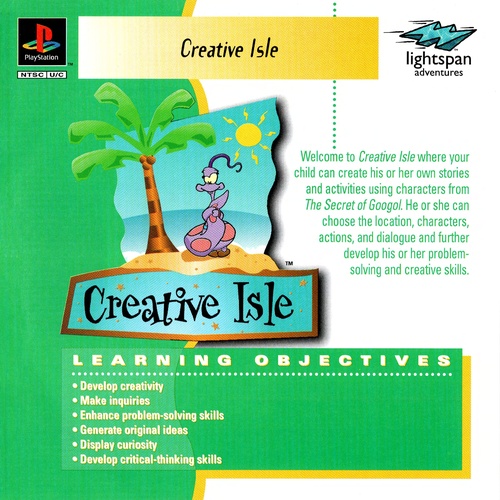 PlayStation
NTSC U/C
Creative Isle
lightspan
adventures
Welcome to Creative Isle where your
child can create his or her own stories
and activities using characters from
The Secret of Googol. He or she can
choose the location, characters,
actions, and dialogue and further
develop his or her problem-
solving and creative skills.
Creative Isle
™
LEARNING OBJECTIVES
• Develop creativity
• Make inquiries
• Enhance problem-solving skills
• Generate original ideas
• Display curiosity
• Develop critical-thinking skills